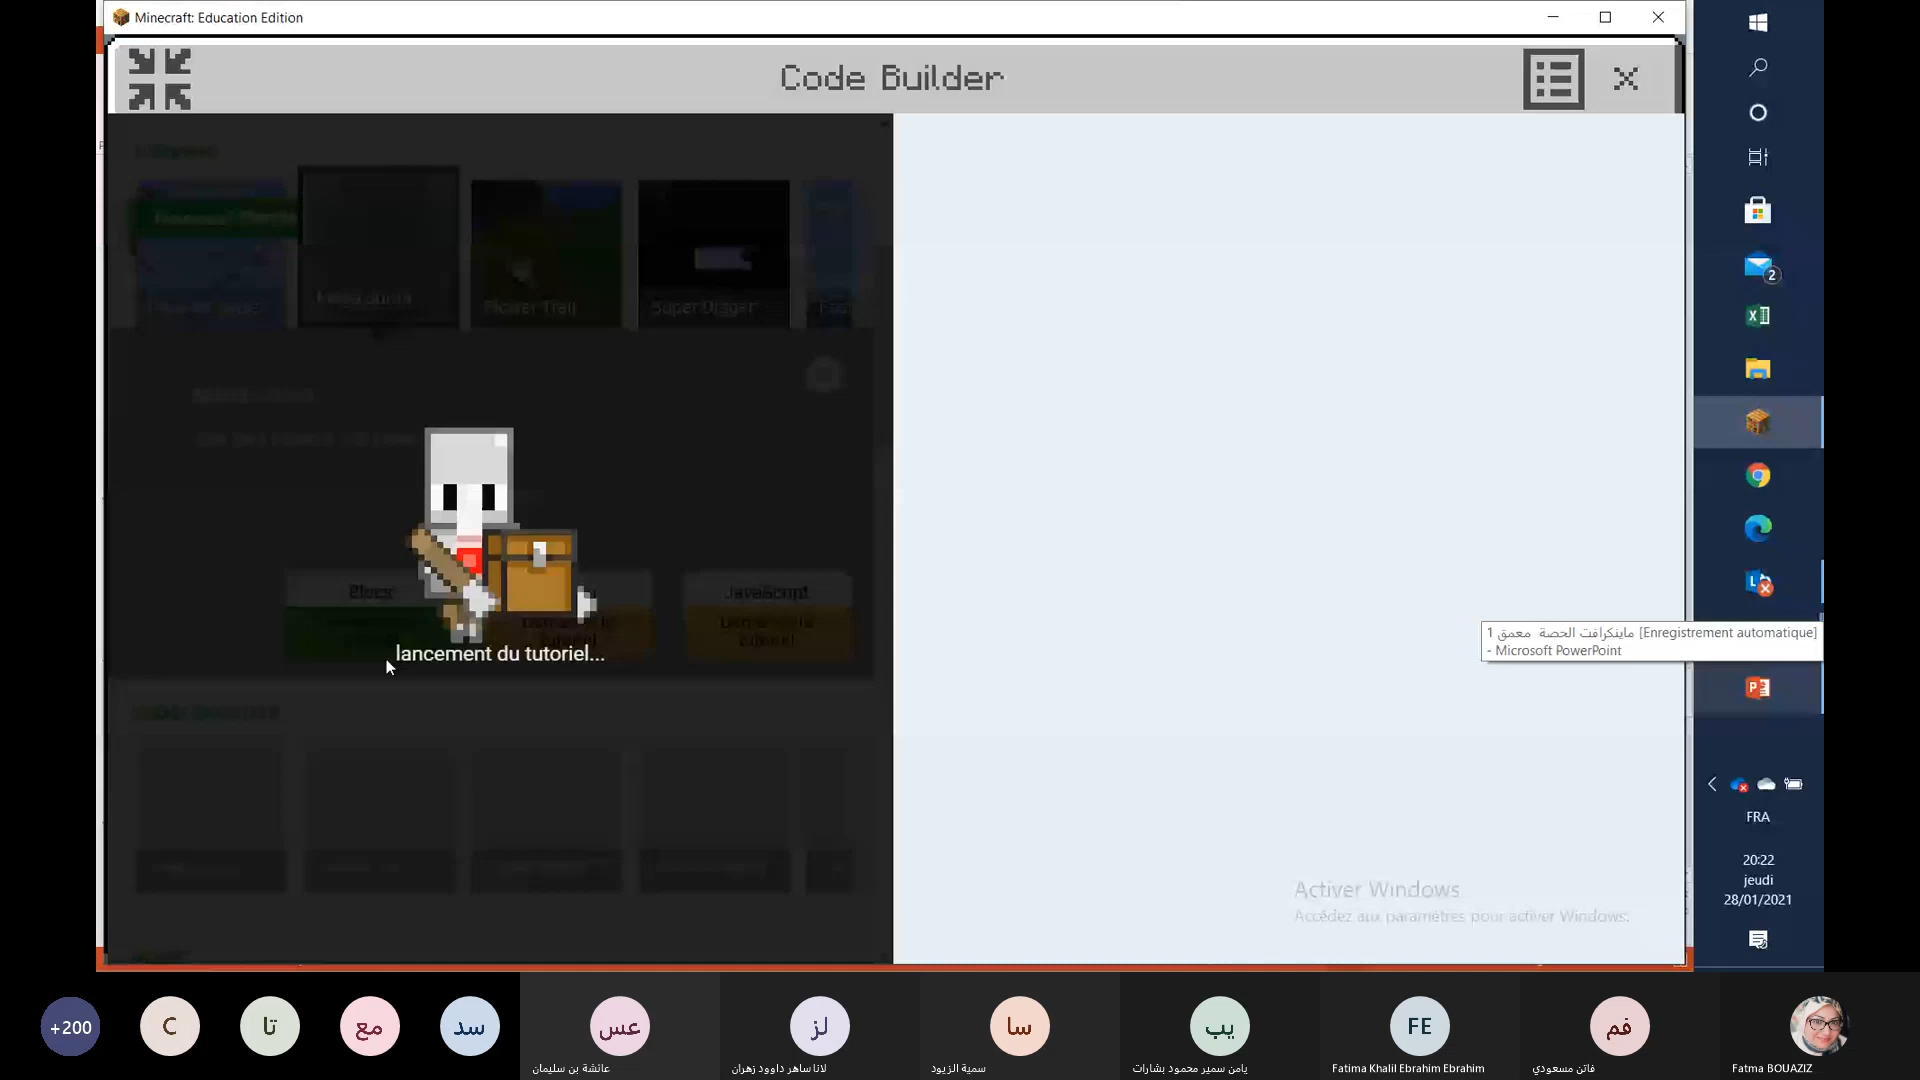 Minecraft: Education Edition
Code Builder
Flower Trail
Super Digger
Blocs
JavaScript
lancement du tutoriel...
ماينكرافت الحصة معمق 1 [Enregistrement automatique]
- Microsoft PowerPoint
Activer Windows
Accédez aux paramètres pour activer Windows.
2
FRA
20:22
jeudi
28/01/2021
+200
C
تا
مع
سد
عس
لز
سا
يب
FE
فم
عائشة بن سليمان
لانا ساهر داوود زهران
سمية الزيود
يامن سمير محمود بشارات
Fatima Khalil Ebrahim Ebrahim
فاتن مسعودي
Fatma BOUAZIZ